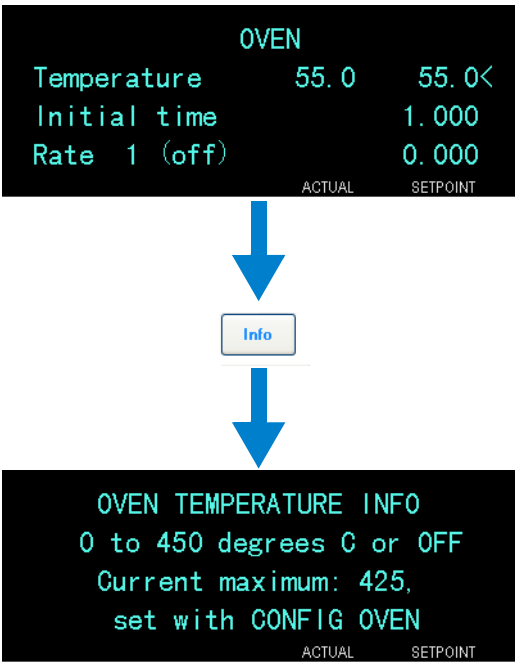 OVEN
Temperature 55.0 55.0<
Initial time 1.000
Rate 1 (off) 0.000
ACTUAL SETPOINT
Info
OVEN TEMPERATURE INFO
0 to 450 degrees C or OFF
Current maximum: 425,
set with CONFIG OVEN
ACTUAL SETPOINT